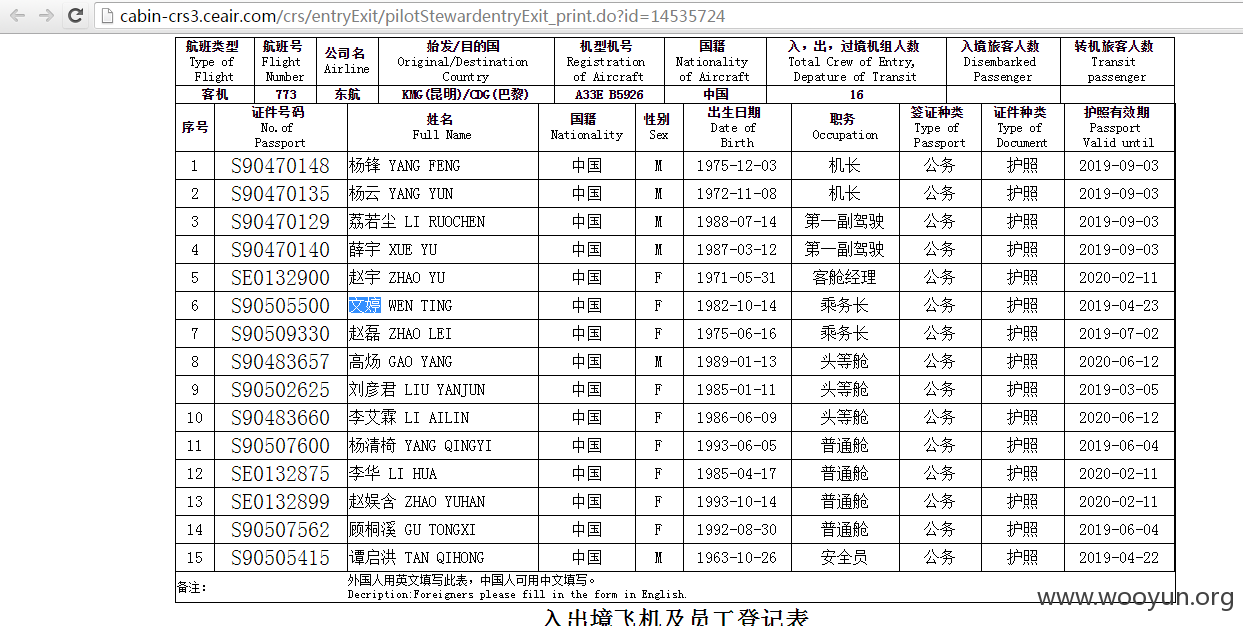 cabin-crs3.ceair.com/crs/entryExit/pilotStewardentryExit_print.do?id=14535724
航班类型 Type of Flight 航班号 Flight Number 公司名 Airline 始发/目的国 Original/Destination Country 机型机号 Registration of Aircraft 国籍 Nationality of Aircraft 入,出,过境机组人数 Total Crew of Entry, Depature of Transit 入境旅客人数 Disembarked Passenger 转机旅客人数 Transit passenger
客机 773 东航 KMG(昆明)/CDG(巴黎) A33E B5926 中国 16
序号 证件号码 No.of Passport 姓名 Full Name 国籍 Nationality 性别 Sex 出生日期 Date of Birth 职务 Occupation 签证种类 Type of Passport 证件种类 Type of Document 护照有效期 Passport Valid until
1 S90470148 杨锋 YANG FENG 中国 M 1975-12-03 机长 公务 护照 2019-09-03
2 S90470135 杨云 YANG YUN 中国 M 1972-11-08 机长 公务 护照 2019-09-03
3 S90470129 荔若尘 LI RUOCHEN 中国 M 1988-07-14 第一副驾驶 公务 护照 2019-09-03
4 S90470140 薛宇 XUE YU 中国 M 1987-03-12 第一副驾驶 公务 护照 2019-09-03
5 SE0132900 赵宇 ZHAO YU 中国 F 1971-05-31 客舱经理 公务 护照 2020-02-11
6 S90505500 文婷 WEN TING 中国 F 1982-10-14 乘务长 公务 护照 2019-04-23
7 S90509330 赵磊 ZHAO LEI 中国 F 1975-06-16 乘务长 公务 护照 2019-07-02
8 S90483657 高炀 GAO YANG 中国 M 1989-01-13 头等舱 公务 护照 2020-06-12
9 S90502625 刘彦君 LIU YANJUN 中国 F 1985-01-11 头等舱 公务 护照 2019-03-05
10 S90483660 李艾霖 LI AILIN 中国 F 1986-06-09 头等舱 公务 护照 2020-06-12
11 S90507600 杨清椅 YANG QINGYI 中国 F 1993-06-05 普通舱 公务 护照 2019-06-04
12 SE0132875 李华 LI HUA 中国 F 1985-04-17 普通舱 公务 护照 2020-02-11
13 SE0132899 赵娱含 ZHAO YUHAN 中国 F 1993-10-14 普通舱 公务 护照 2020-02-11
14 S90507562 顾桐溪 GU TONGXI 中国 F 1992-08-30 普通舱 公务 护照 2019-06-04
15 S90505415 谭启洪 TAN QIHONG 中国 M 1963-10-26 安全员 公务 护照 2019-04-22
备注: 外国人用英文填写此表,中国人可用中文填写。
Decription:Foreigners please fill in the form in English.
www.wooyun.org
入出境飞机及员工登记表